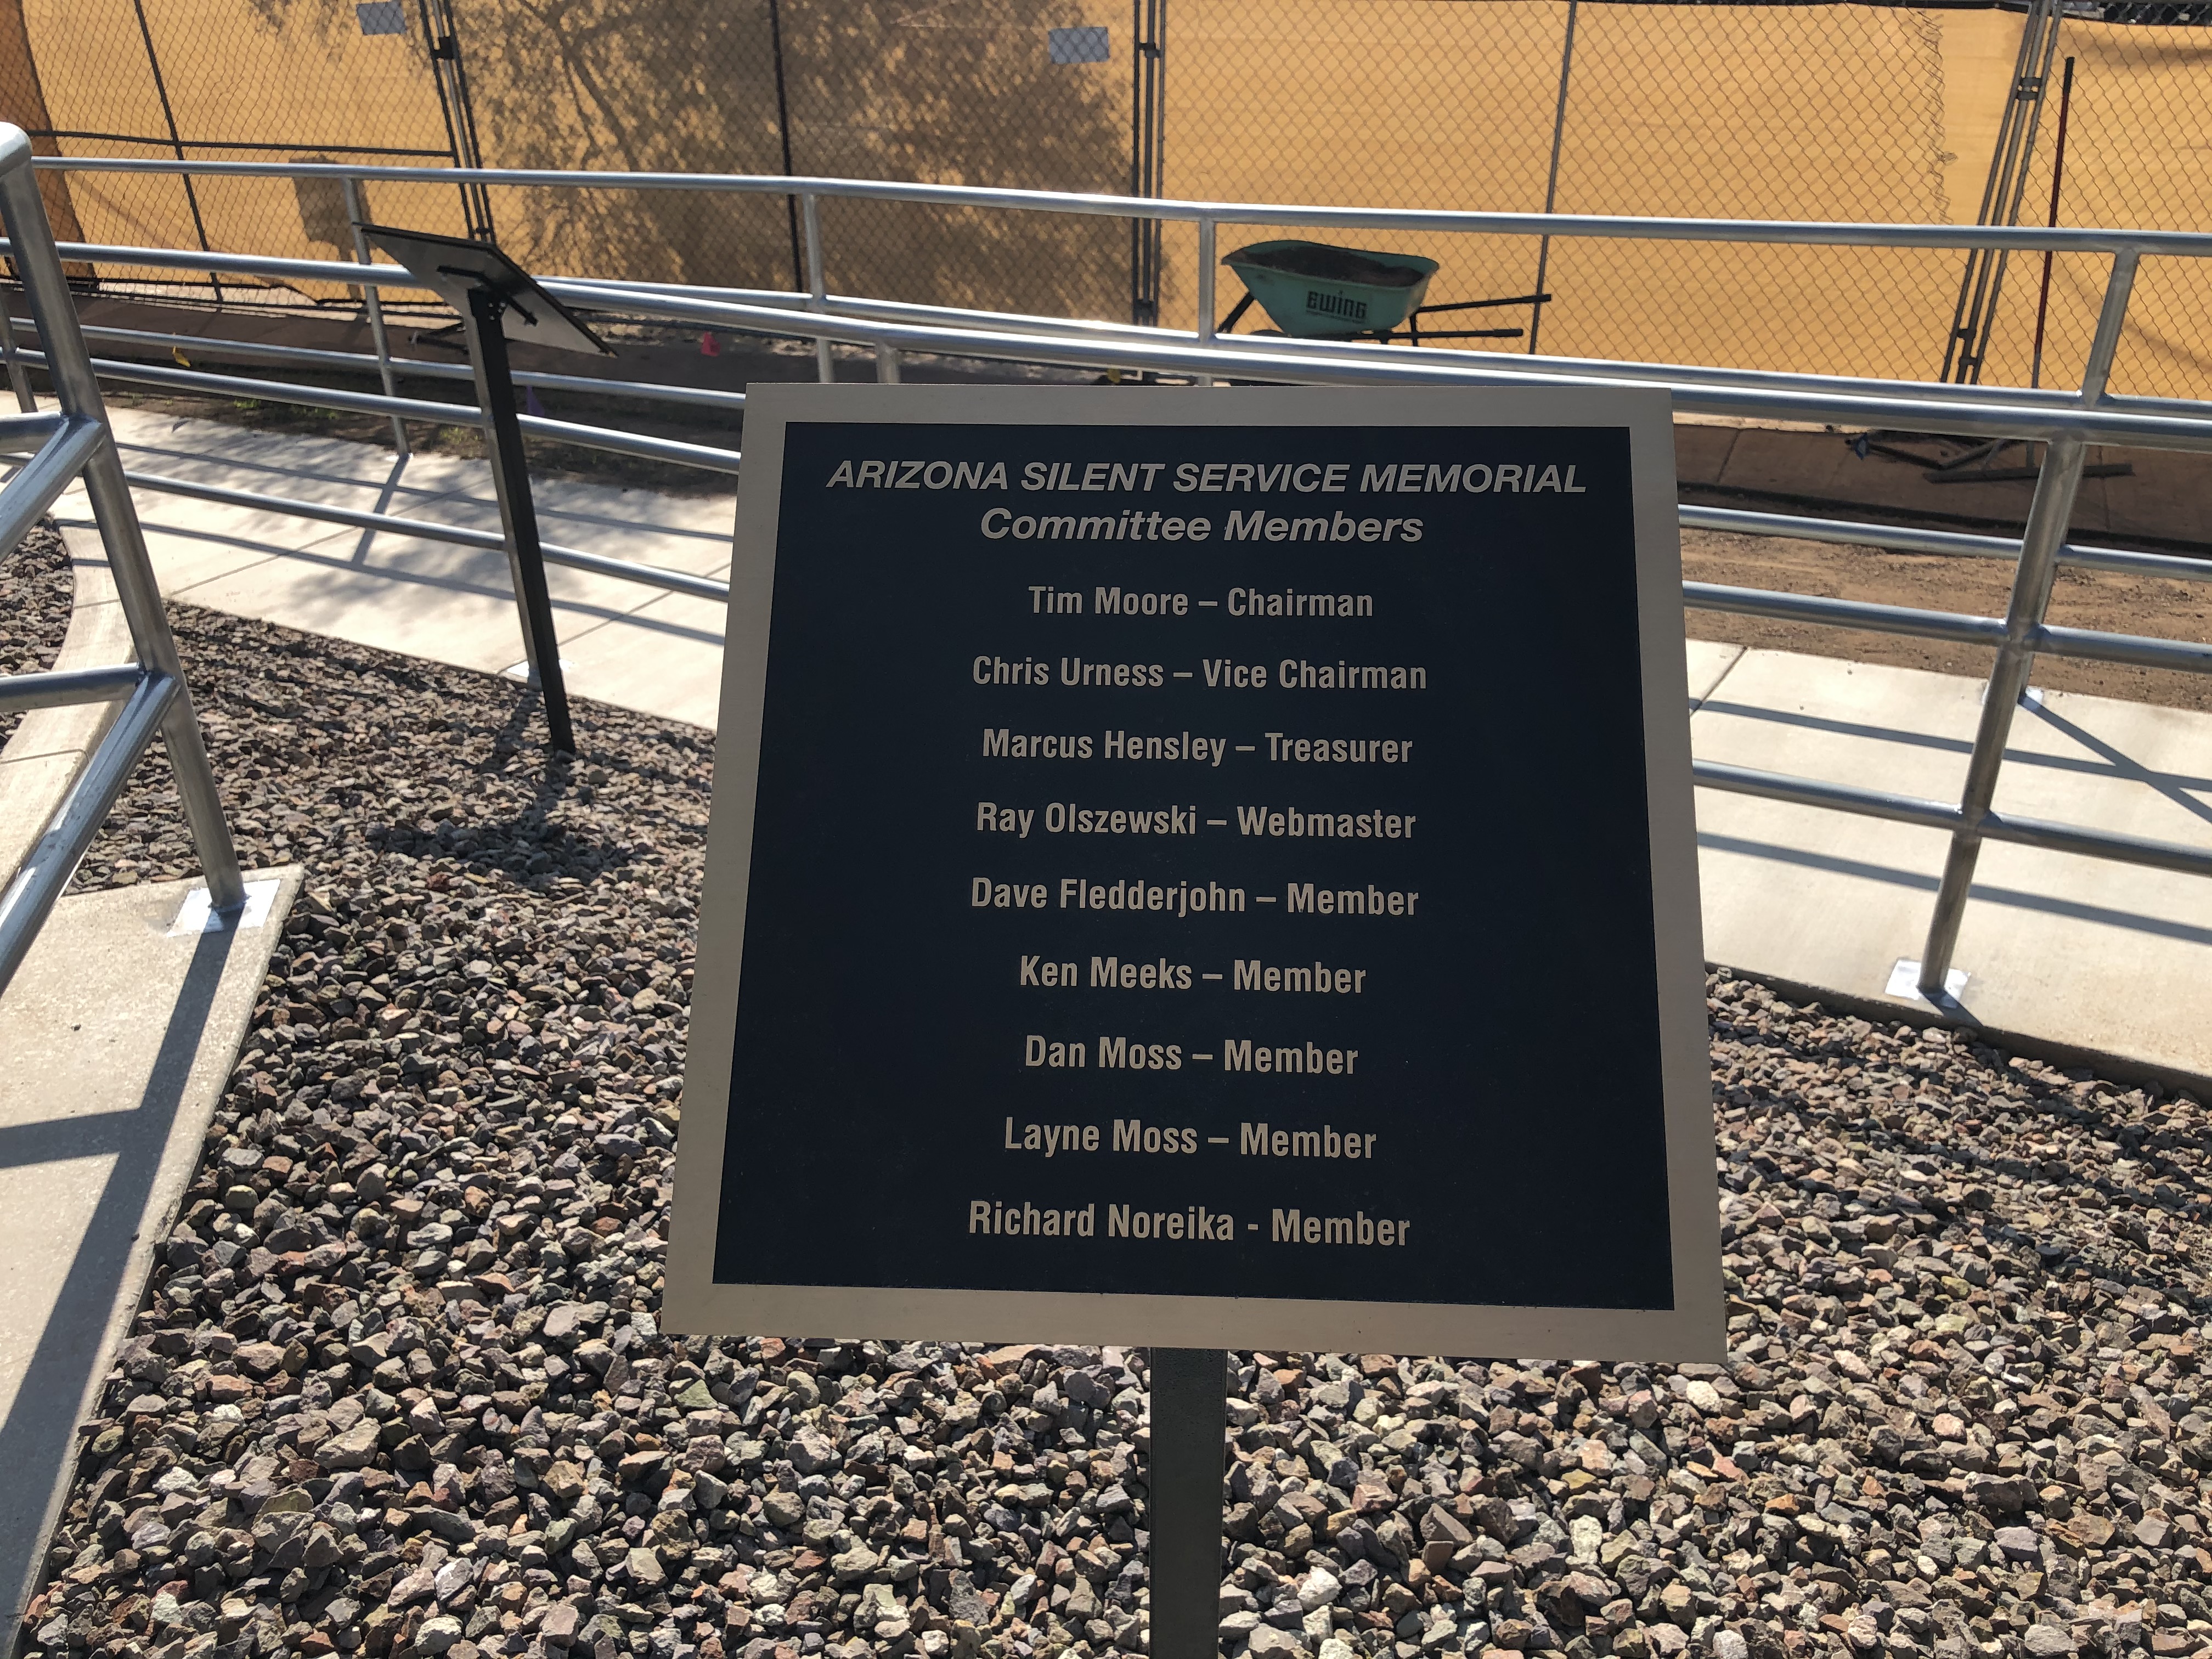 EWING
ARIZONA SILENT SERVICE MEMORIAL
Committee Members
Tim Moore – Chairman
Chris Urness – Vice Chairman
Marcus Hensley – Treasurer
Ray Olszewski – Webmaster
Dave Fledderjohn – Member
Ken Meeks – Member
Dan Moss – Member
Layne Moss – Member
Richard Noreika - Member